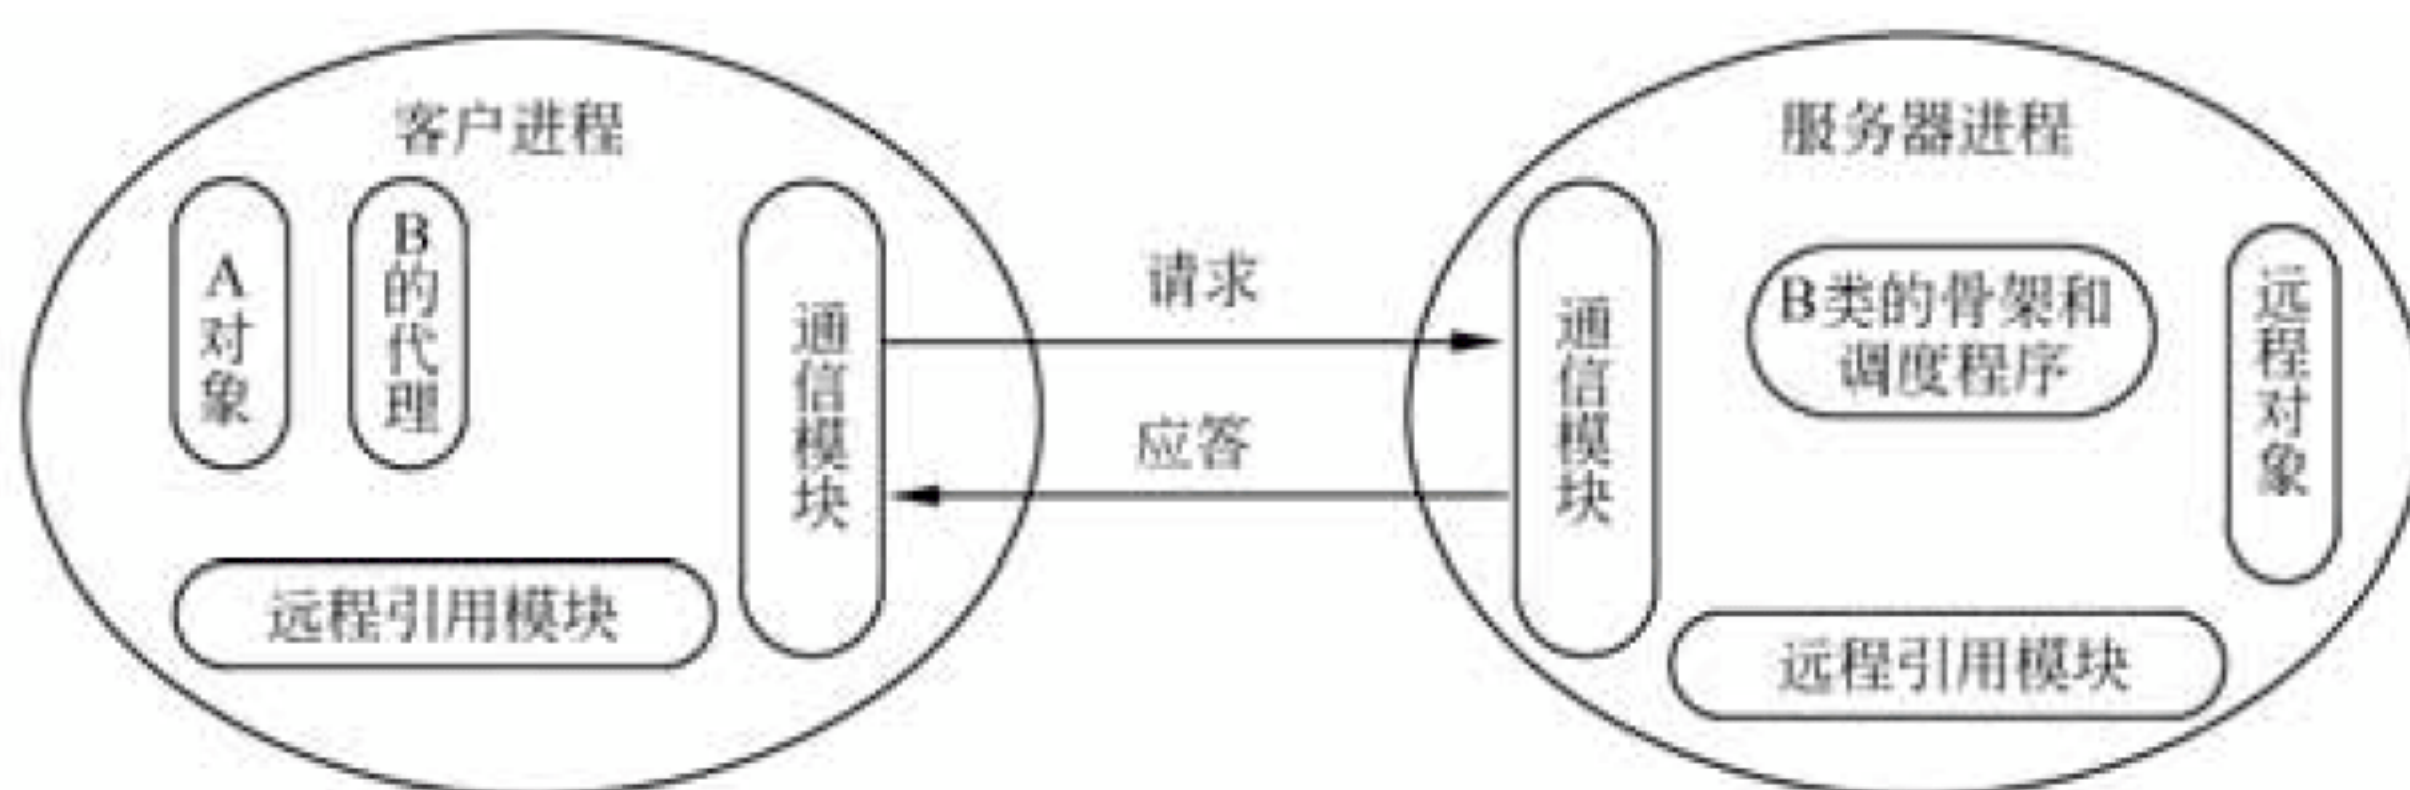 客户进程
A对象
B的代理
通信模块
远程引用模块
请求
应答
服务器进程
通信模块
B类的骨架和
调度程序
远程对象
远程引用模块